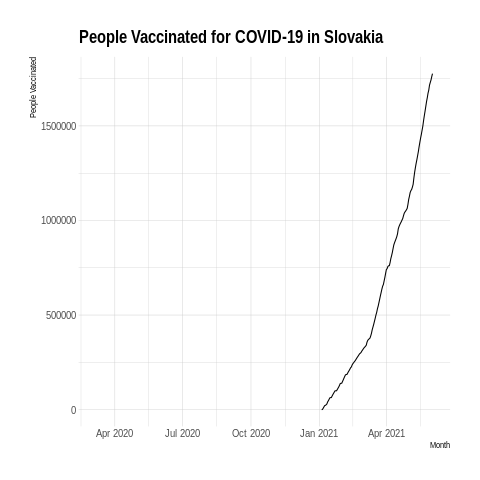 People Vaccinated for COVID-19 in Slovakia
People Vaccinated
1500000
1000000
500000
0
Apr 2020 Jul 2020 Oct 2020 Jan 2021 Apr 2021
Month